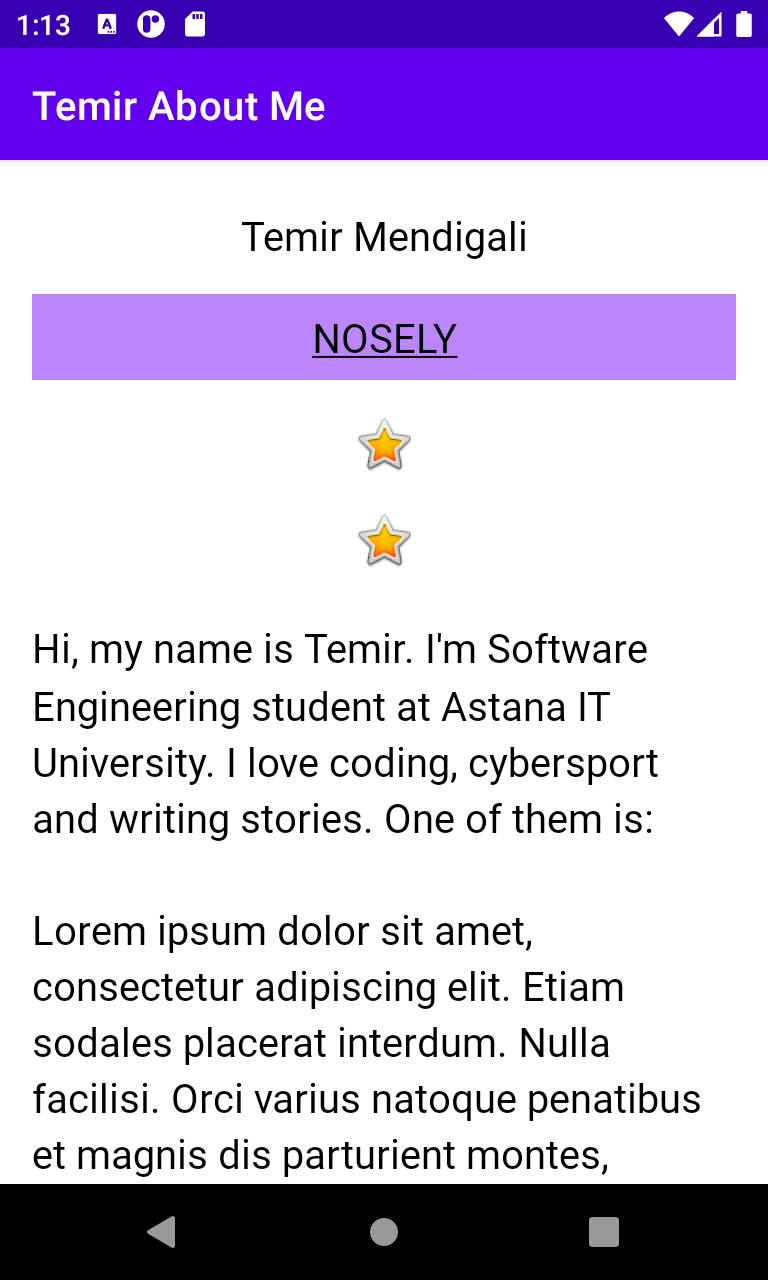 1:13
Temir About Me
Temir Mendigali
NOSELY
Hi, my name is Temir. I'm Software
Engineering student at Astana IT
University. I love coding, cybersport
and writing stories. One of them is:
Lorem ipsum dolor sit amet,
consectetur adipiscing elit. Etiam
sodales placerat interdum. Nulla
facilisi. Orci varius natoque penatibus
et magnis dis parturient montes,